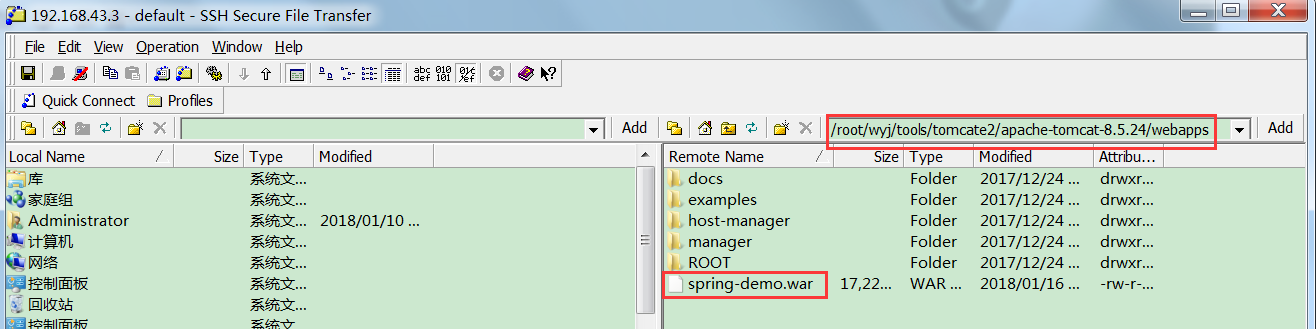 192.168.43.3 - default - SSH Secure File Transfer
File Edit View Operation Window Help
Quick Connect Profiles
Add /root/wyj/tools/tomcate2/apache-tomcat-8.5.24/webapps Add
Local Name Size Type Modified Remote Name Size Type Modified Attribu...
库 系统文... docs Folder 2017/12/24 ... drwxr...
家庭组 系统文... examples Folder 2017/12/24 ... drwxr...
Administrator 系统文... 2018/01/10 ... host-manager Folder 2017/12/24 ... drwxr...
计算机 系统文... manager Folder 2017/12/24 ... drwxr...
网络 系统文... ROOT Folder 2017/12/24 ... drwxr...
控制面板 系统文... spring-demo.war 17,22... WAR ... 2018/01/16 ... -rw-r-...
回收站 系统文...
控制面板 系统文...